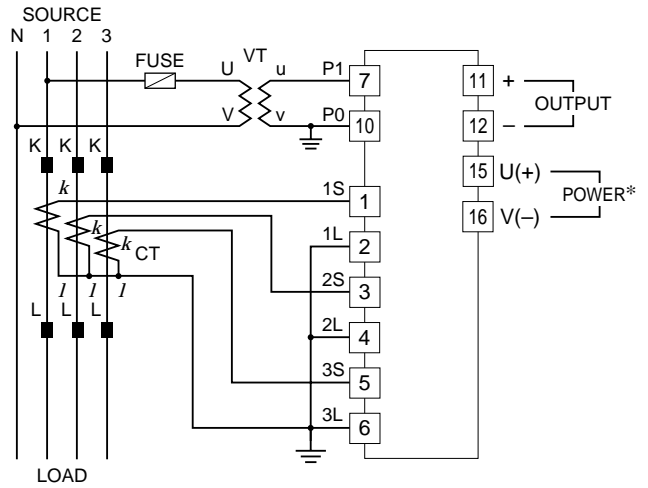 SOURCE
N 1 2 3
FUSE
VT
U u P1 7
V v P0 10
11 +
OUTPUT
12 –
15 U(+)
POWER*
16 V(–)
K K K
k 1S 1
k
k CT
1L 2
2S 3
l l l
L L L
2L 4
3S 5
3L 6
LOAD